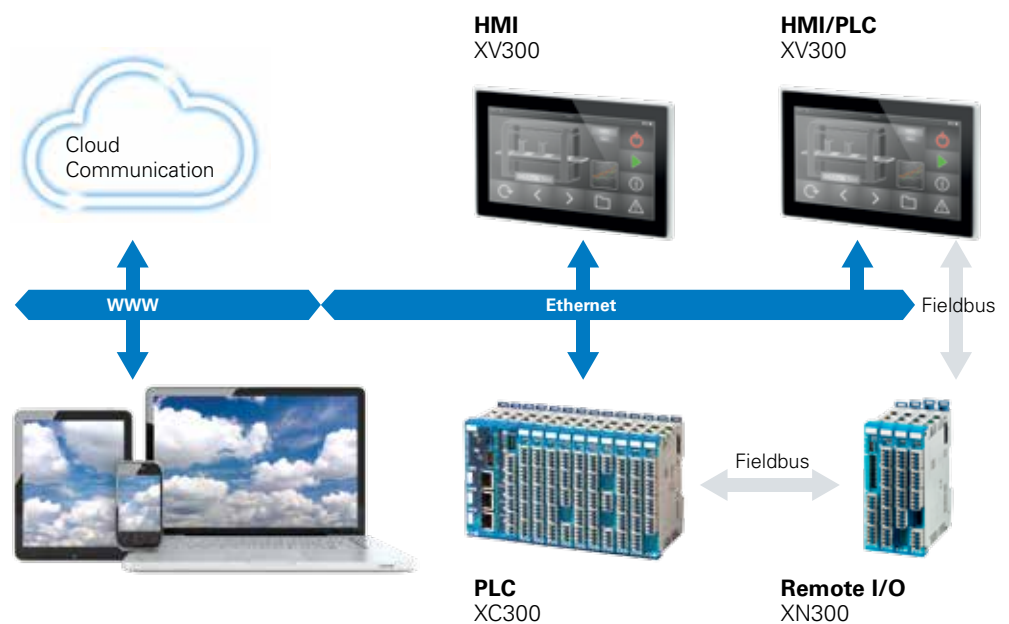 HMI
XV300
HMI/PLC
XV300
Cloud
Communication
WWW
Ethernet
Fieldbus
Fieldbus
PLC
XC300
Remote I/O
XN300